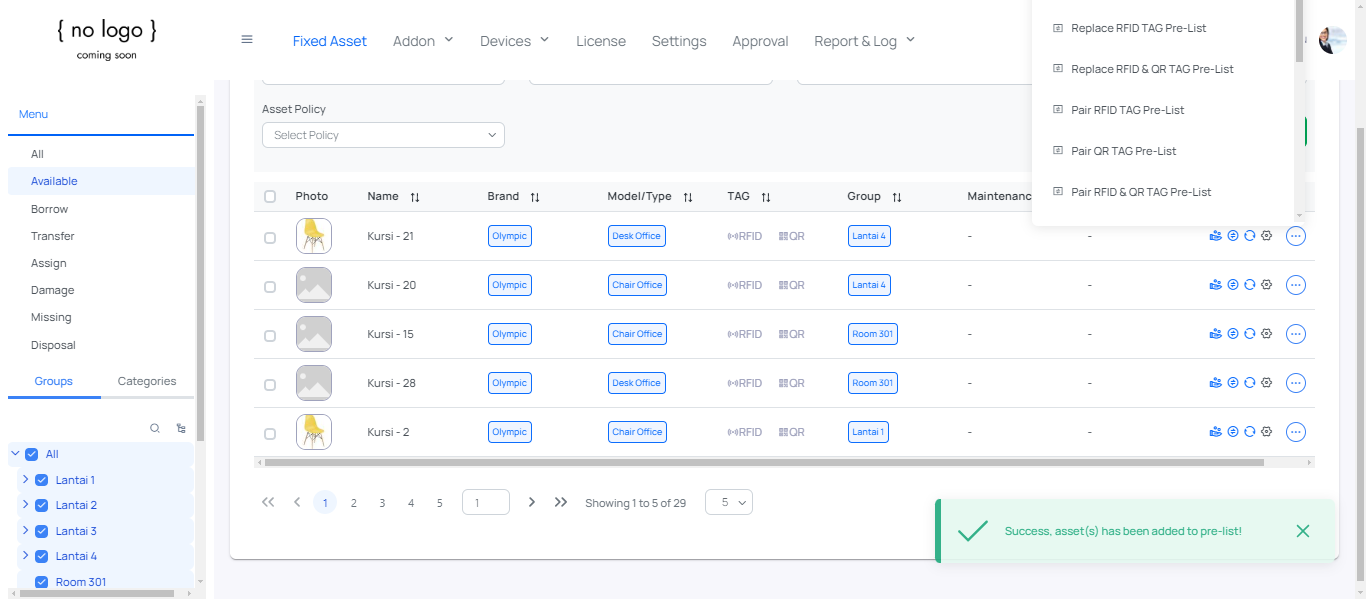 { no logo }
coming soon
Fixed Asset Addon Devices License Settings Approval Report & Log
Replace RFID TAG Pre-List
Replace RFID & QR TAG Pre-List
Pair RFID TAG Pre-List
Pair QR TAG Pre-List
Pair RFID & QR TAG Pre-List
Menu
All
Available
Borrow
Transfer
Assign
Damage
Missing
Disposal
Groups Categories
All
Lantai 1
Lantai 2
Lantai 3
Lantai 4
Room 301
Asset Policy
Select Policy
Photo Name Brand Model/Type TAG Group Maintenanc
Kursi - 21 Olympic Desk Office RFID QR Lantai 4 - -
Kursi - 20 Olympic Chair Office RFID QR Lantai 4 - -
Kursi - 15 Olympic Chair Office RFID QR Room 301 - -
Kursi - 28 Olympic Desk Office RFID QR Room 301 - -
Kursi - 2 Olympic Chair Office RFID QR Lantai 1 - -
1 2 3 4 5 1 Showing 1 to 5 of 29 5
Success, asset(s) has been added to pre-list!